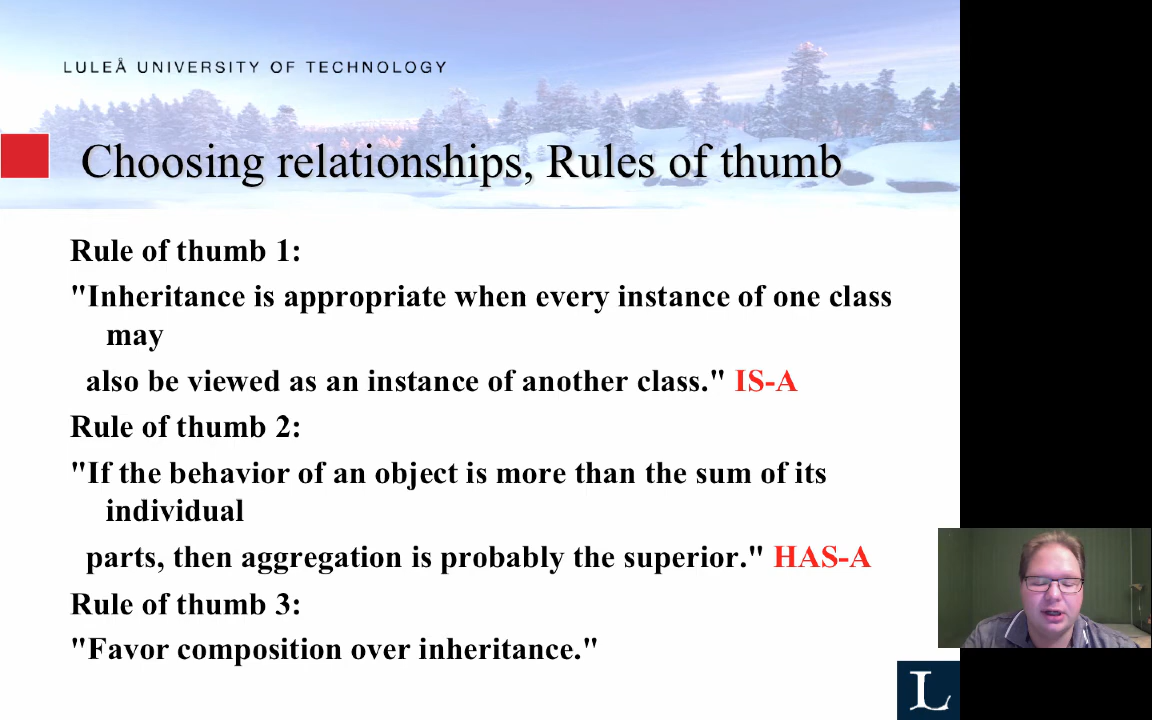 LULEÅ UNIVERSITY OF TECHNOLOGY
Choosing relationships, Rules of thumb
Rule of thumb 1:
"Inheritance is appropriate when every instance of one class
may
also be viewed as an instance of another class." IS-A
Rule of thumb 2:
"If the behavior of an object is more than the sum of its
individual
parts, then aggregation is probably the superior." HAS-A
Rule of thumb 3:
"Favor composition over inheritance."
L